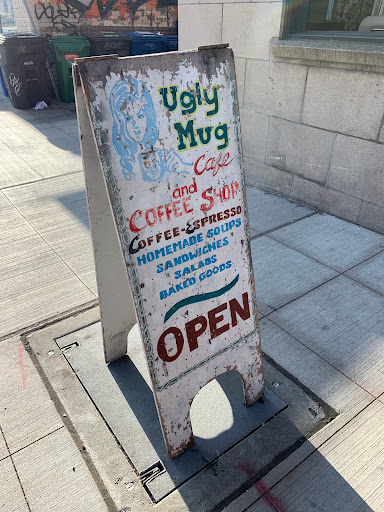 Ugly
Mug
Cafe
and
COFFEE SHOP
COFFEE-ESPRESSO
HOMEMADE SOUPS
SANDWICHES
SALADS
BAKED GOODS
OPEN